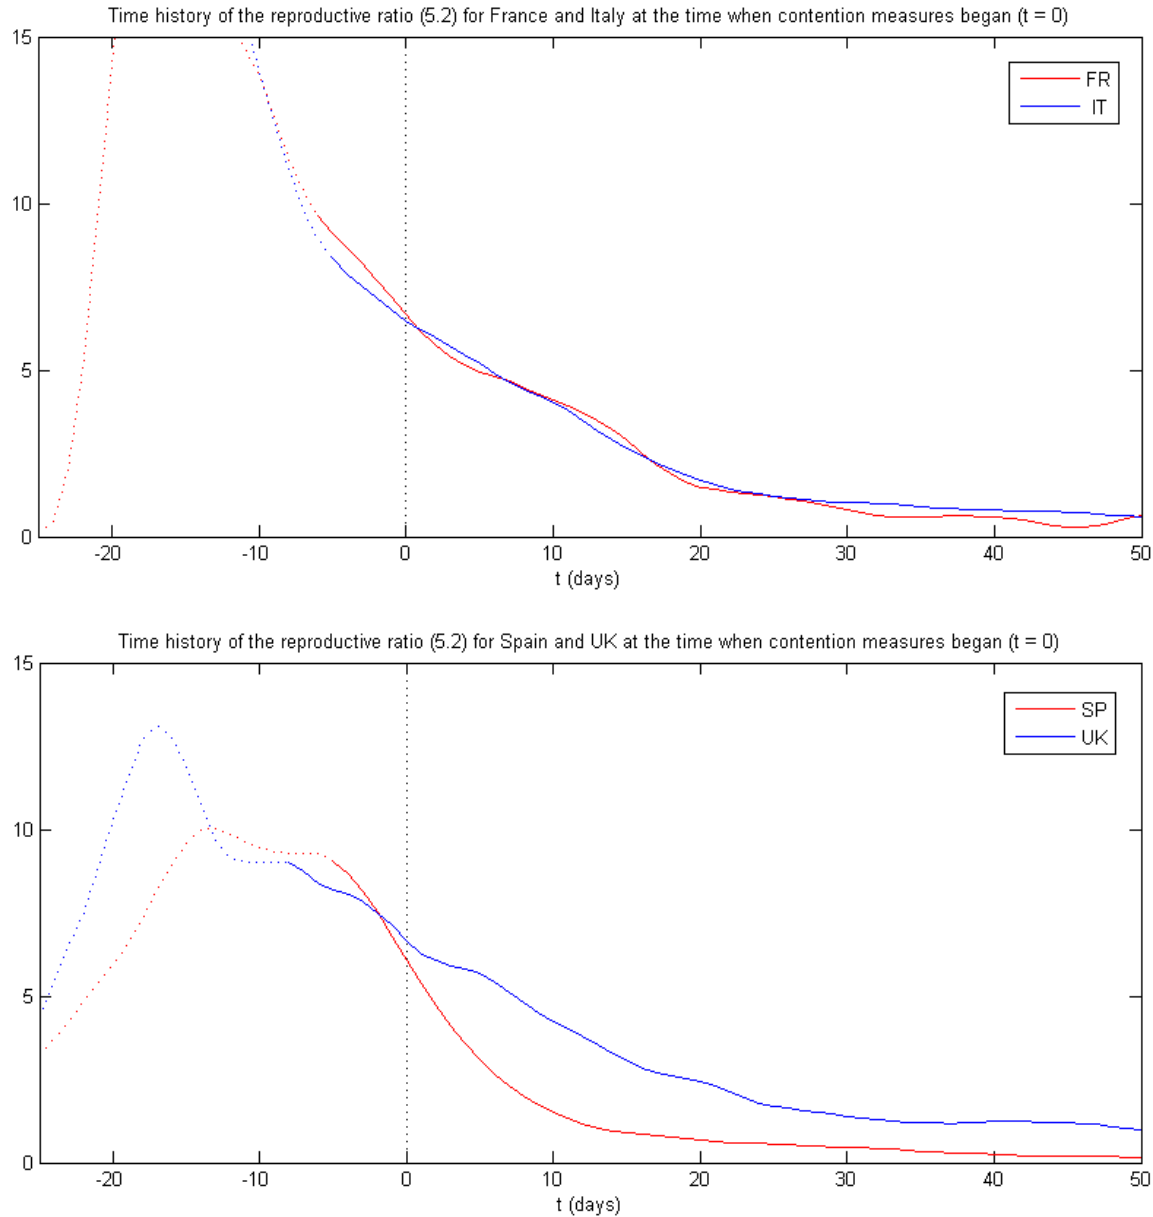 Time history of the reproductive ratio (5.2) for France and Italy at the time when contention measures began (t = 0)
15
10
5
0
FR
IT
-20 -10 0 10 20 30 40 50
t (days)
Time history of the reproductive ratio (5.2) for Spain and UK at the time when contention measures began (t = 0)
15
10
5
0
SP
UK
-20 -10 0 10 20 30 40 50
t (days)